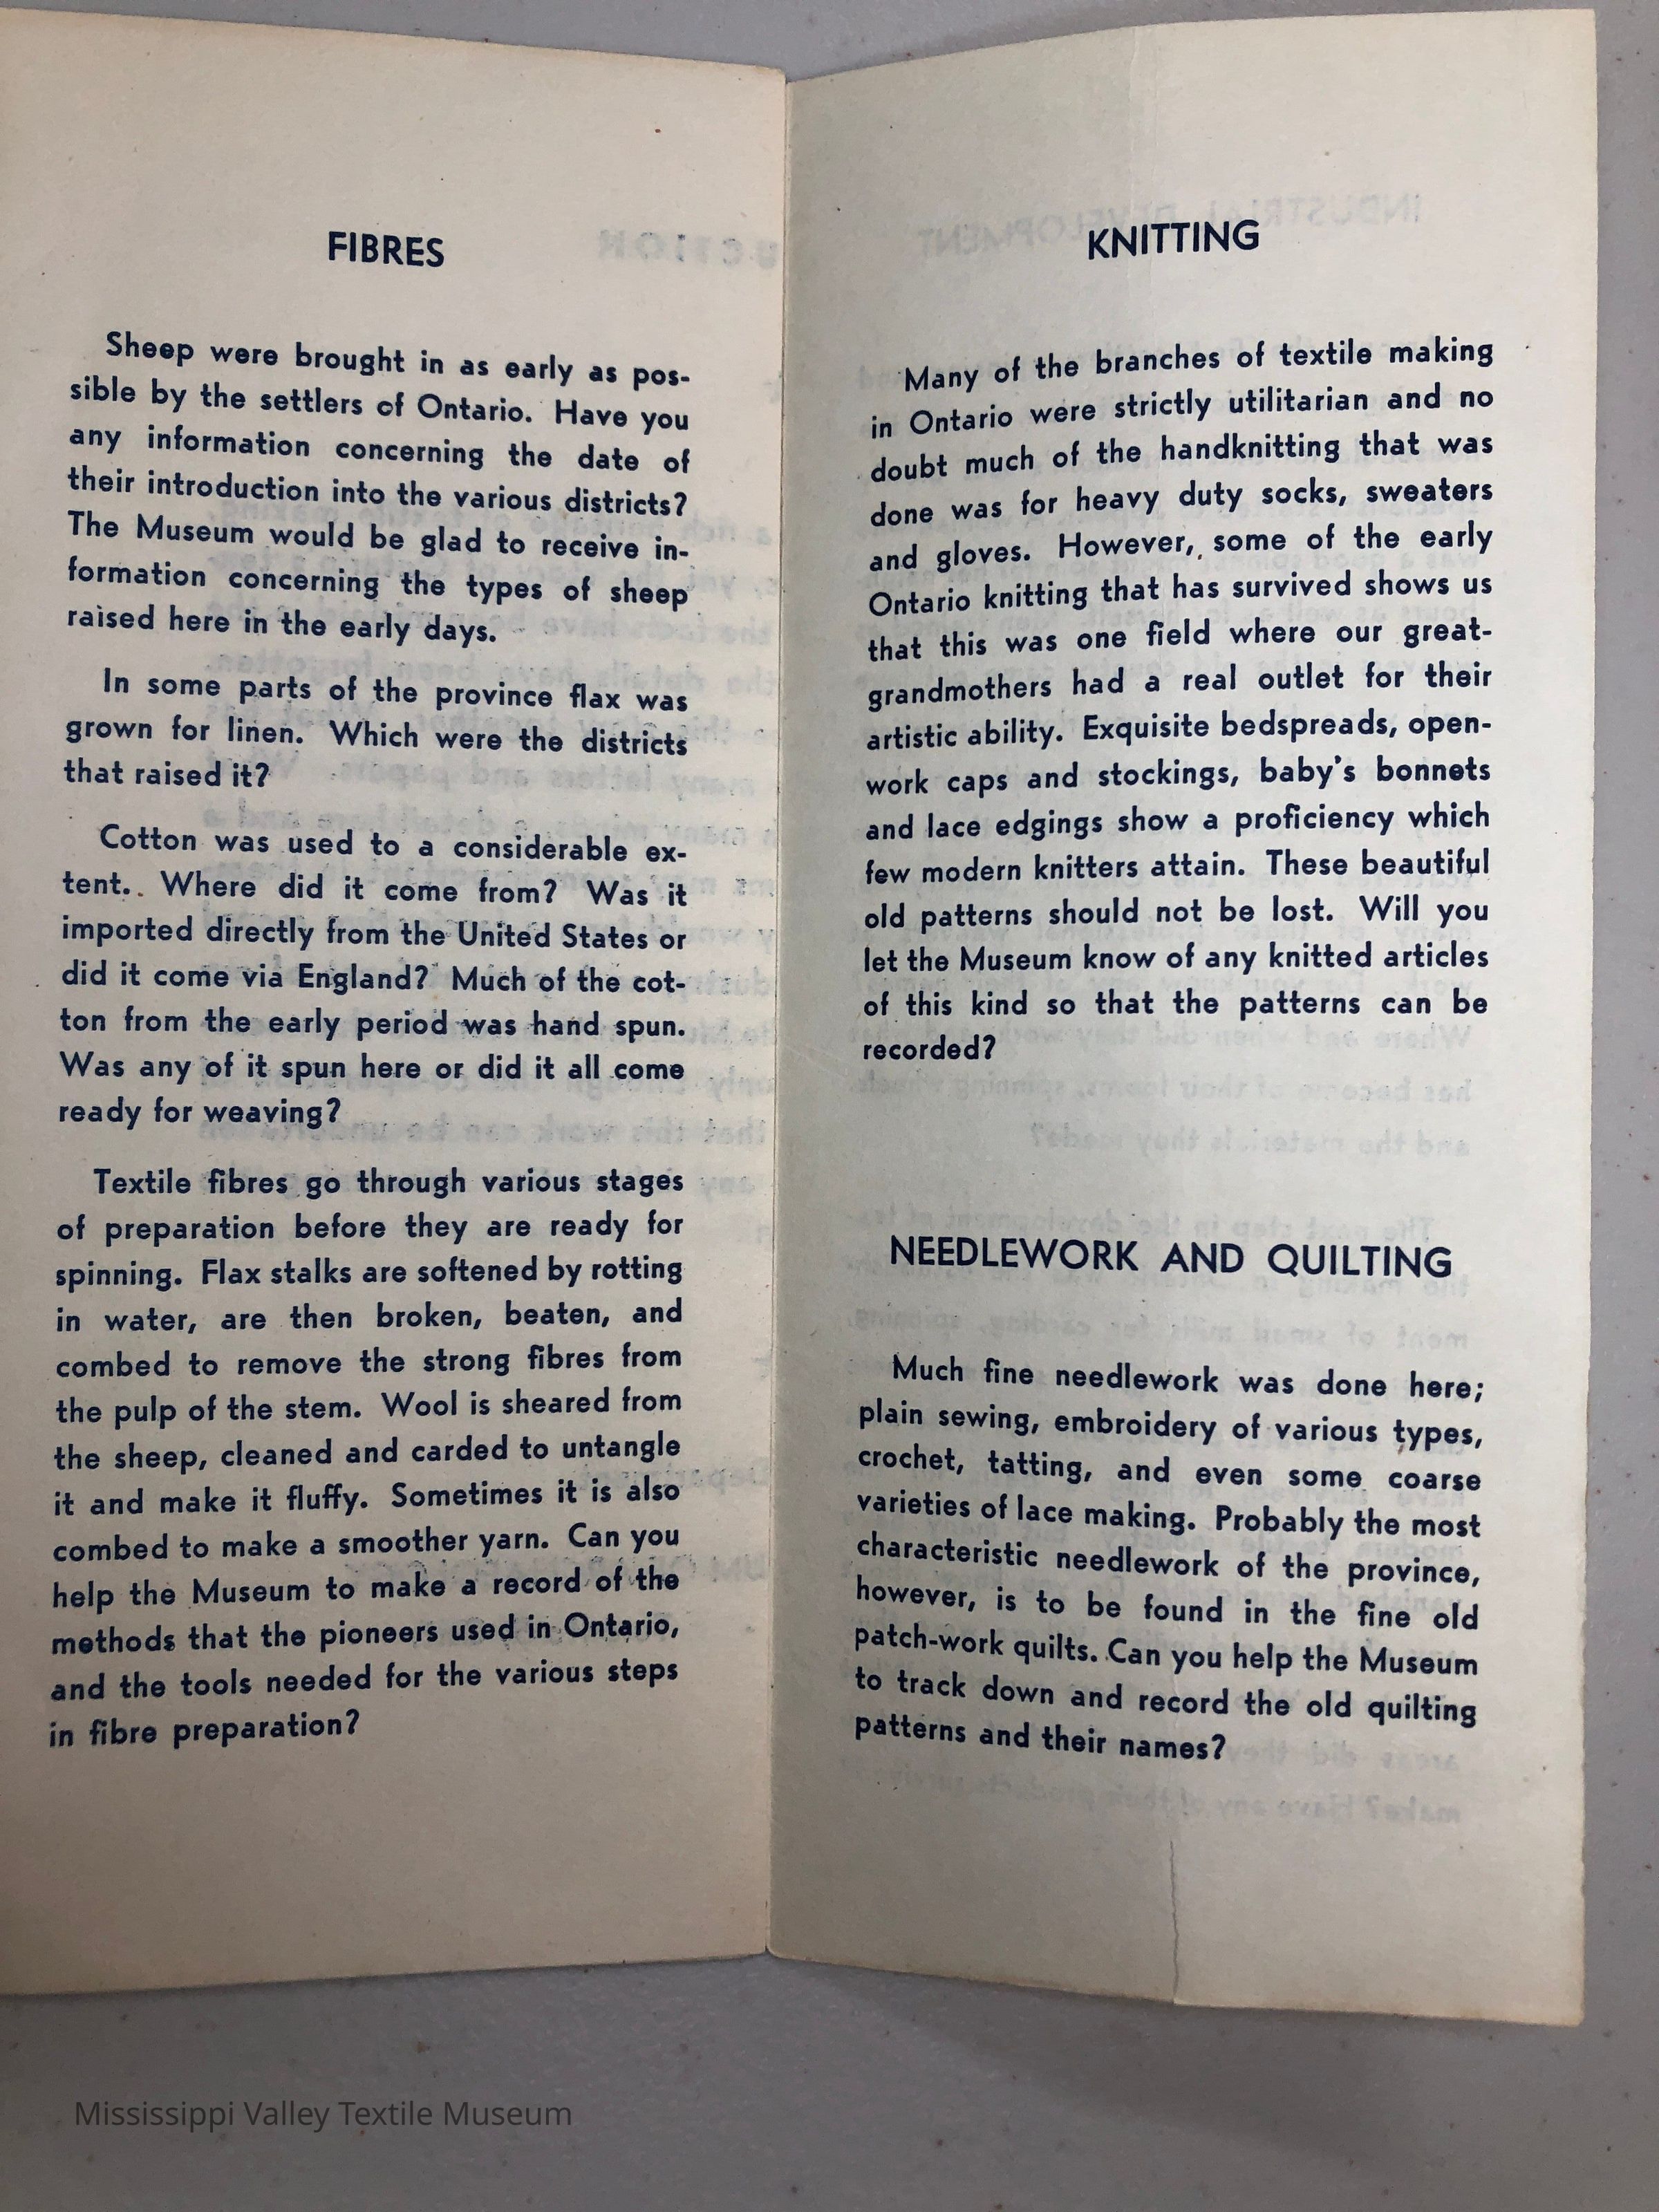 FIBRES
Sheep were brought in as early as pos-
sible by the settlers of Ontario. Have you
any information concerning the date of
their introduction into the various districts?
The Museum would be glad to receive in-
formation concerning the types of sheep
raised here in the early days.
In some parts of the province flax was
grown for linen. Which were the districts
that raised it?
Cotton was used to a considerable ex-
tent. Where did it come from? Was it
imported directly from the United States or
did it come via England? Much of the cot-
ton from the early period was hand spun.
Was any of it spun here or did it all come
ready for weaving?
Textile fibres go through various stages
of preparation before they are ready for
spinning. Flax stalks are softened by rotting
in water, are then broken, beaten, and
combed to remove the strong fibres from
the pulp of the stem. Wool is sheared from
the sheep, cleaned and carded to untangle
it and make it fluffy. Sometimes it is also
combed to make a smoother yarn. Can you
help the Museum to make a record of the
methods that the pioneers used in Ontario,
and the tools needed for the various steps
in fibre preparation?
KNITTING
Many of the branches of textile making
in Ontario were strictly utilitarian and no
doubt much of the handknitting that was
done was for heavy duty socks, sweaters
and gloves. However, some of the early
Ontario knitting that has survived shows us
that this was one field where our great-
grandmothers had a real outlet for their
artistic ability. Exquisite bedspreads, open-
work caps and stockings, baby's bonnets
and lace edgings show a proficiency which
few modern knitters attain. These beautiful
old patterns should not be lost. Will you
let the Museum know of any knitted articles
of this kind so that the patterns can be
recorded?
NEEDLEWORK AND QUILTING
Much fine needlework was done here;
plain sewing, embroidery of various types,
crochet, tatting, and even some coarse
varieties of lace making. Probably the most
characteristic needlework of the province,
however, is to be found in the fine old
patch-work quilts. Can you help the Museum
to track down and record the old quilting
patterns and their names?
Mississippi Valley Textile Museum